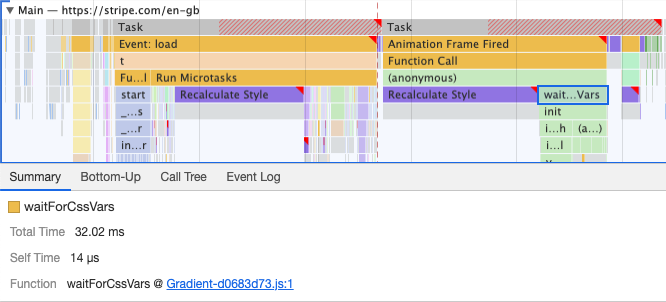 ▼ Main — https://stripe.com/en-gb
Task Task
Event: load Animation Frame Fired
t Function Call
Fu…l Run Microtasks (anonymous)
start Recalculate Style Recalculate Style wait…Vars
_…s init
_…r i…h (a…)
in…r i…l
Summary Bottom-Up Call Tree Event Log
waitForCssVars
Total Time 32.02 ms
Self Time 14 μs
Function waitForCssVars @ Gradient-d0683d73.js:1